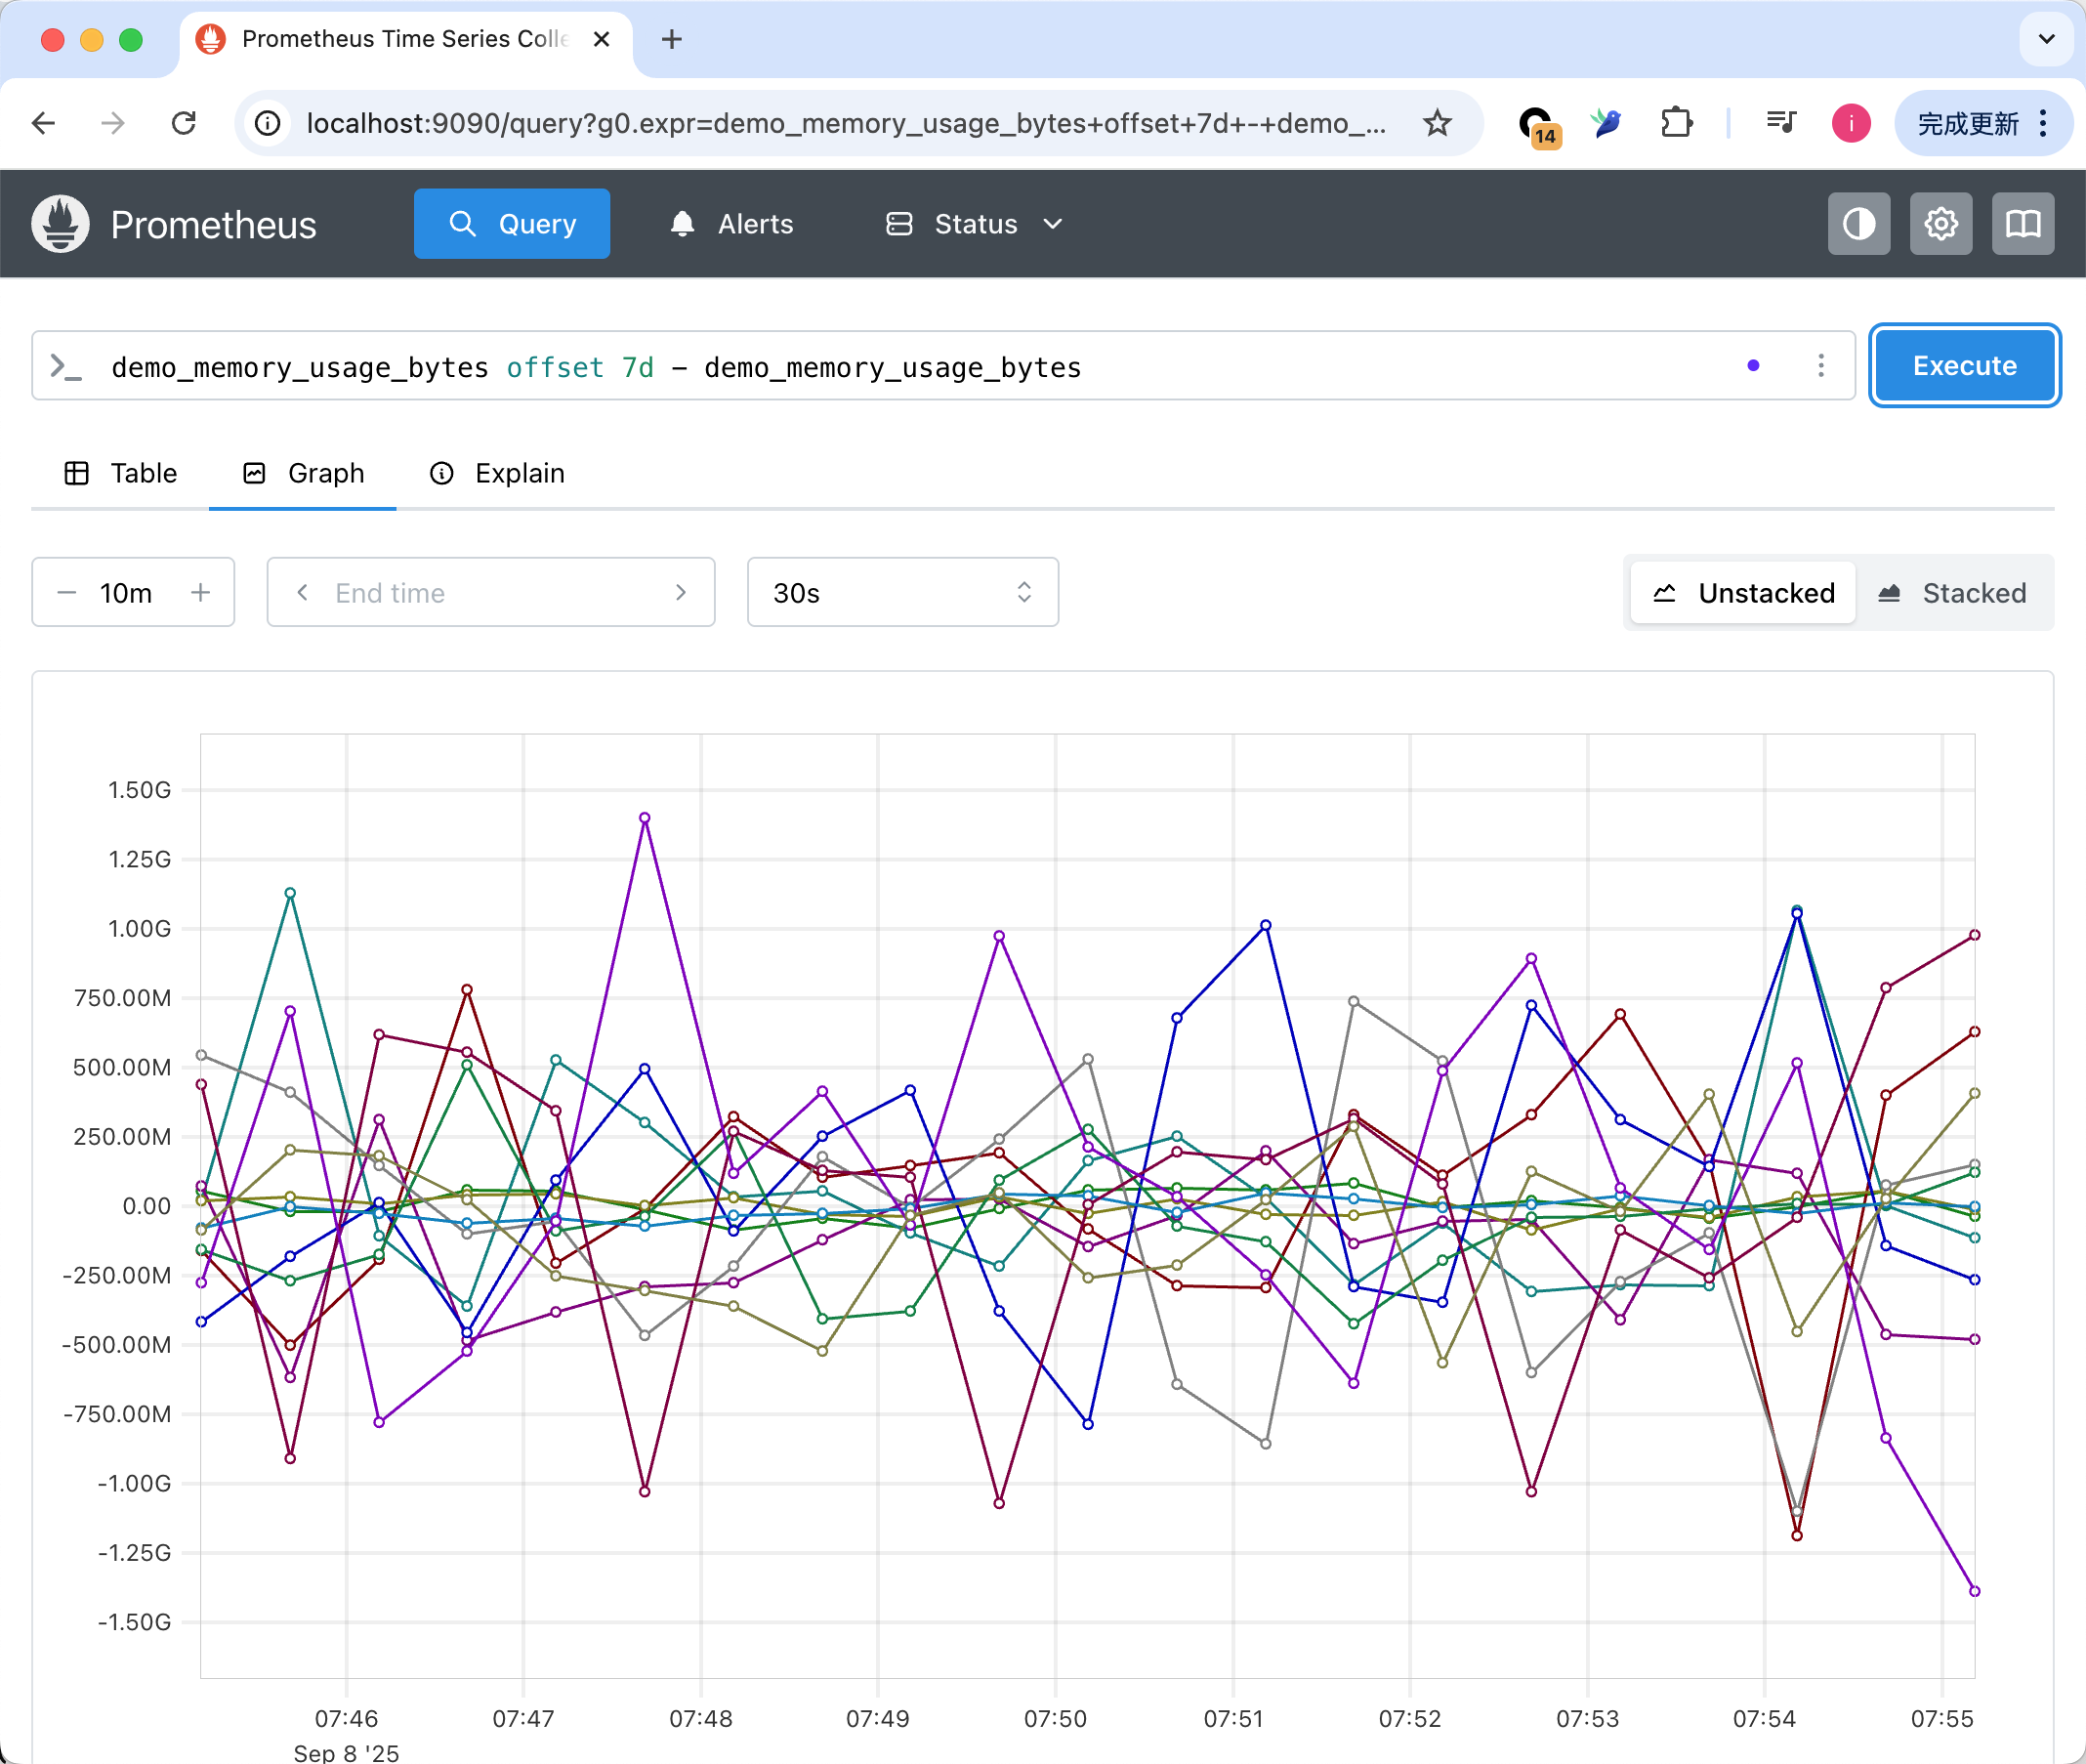 Prometheus Time Series Colle
localhost:9090/query?g0.expr=demo_memory_usage_bytes+offset+7d+-+demo_...
14
i
完成更新
Prometheus
Query
Alerts
Status
demo_memory_usage_bytes offset 7d - demo_memory_usage_bytes
Execute
Table
Graph
Explain
10m
End time
30s
Unstacked
Stacked
1.50G
1.25G
1.00G
750.00M
500.00M
250.00M
0.00
-250.00M
-500.00M
-750.00M
-1.00G
-1.25G
-1.50G
07:46 07:47 07:48 07:49 07:50 07:51 07:52 07:53 07:54 07:55
Sep 8 '25